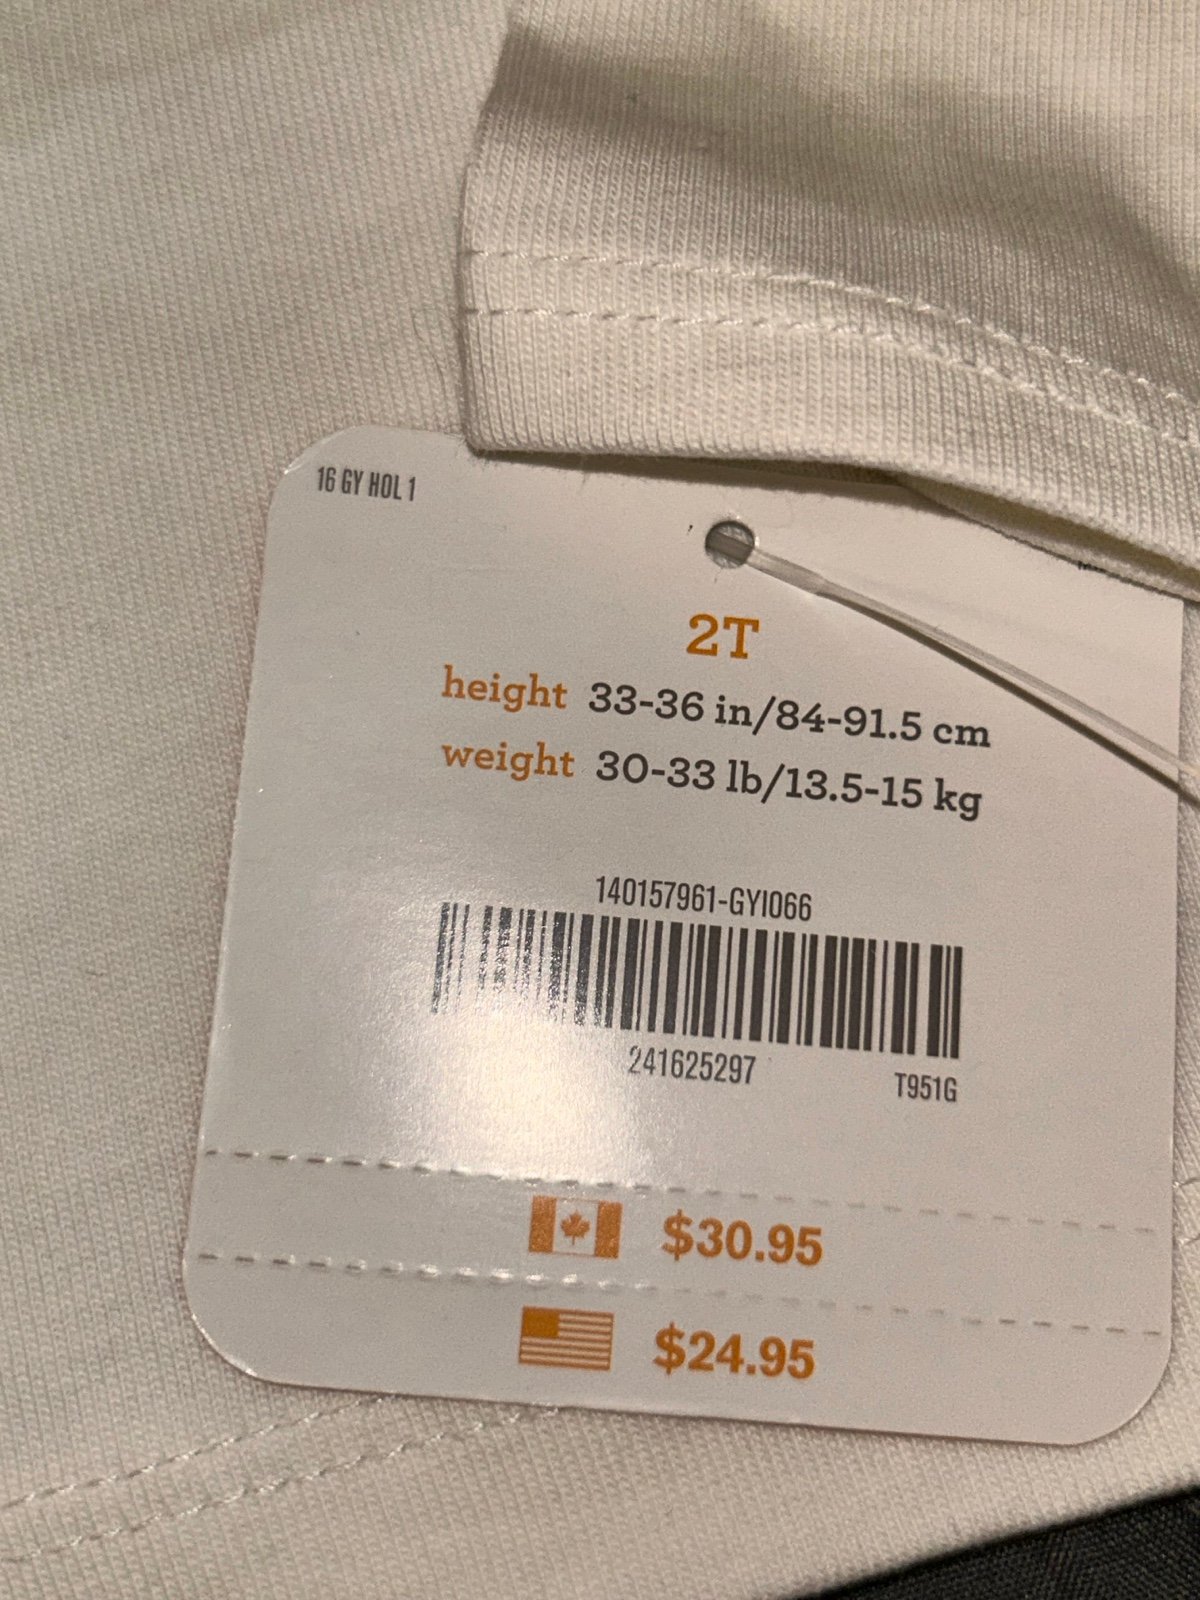 16 GY HOL 1
2T
height 33-36 in/84-91.5 cm
weight 30-33 lb/13.5-15 kg
140157961-GYI066
241625297
T951G
$30.95
$24.95